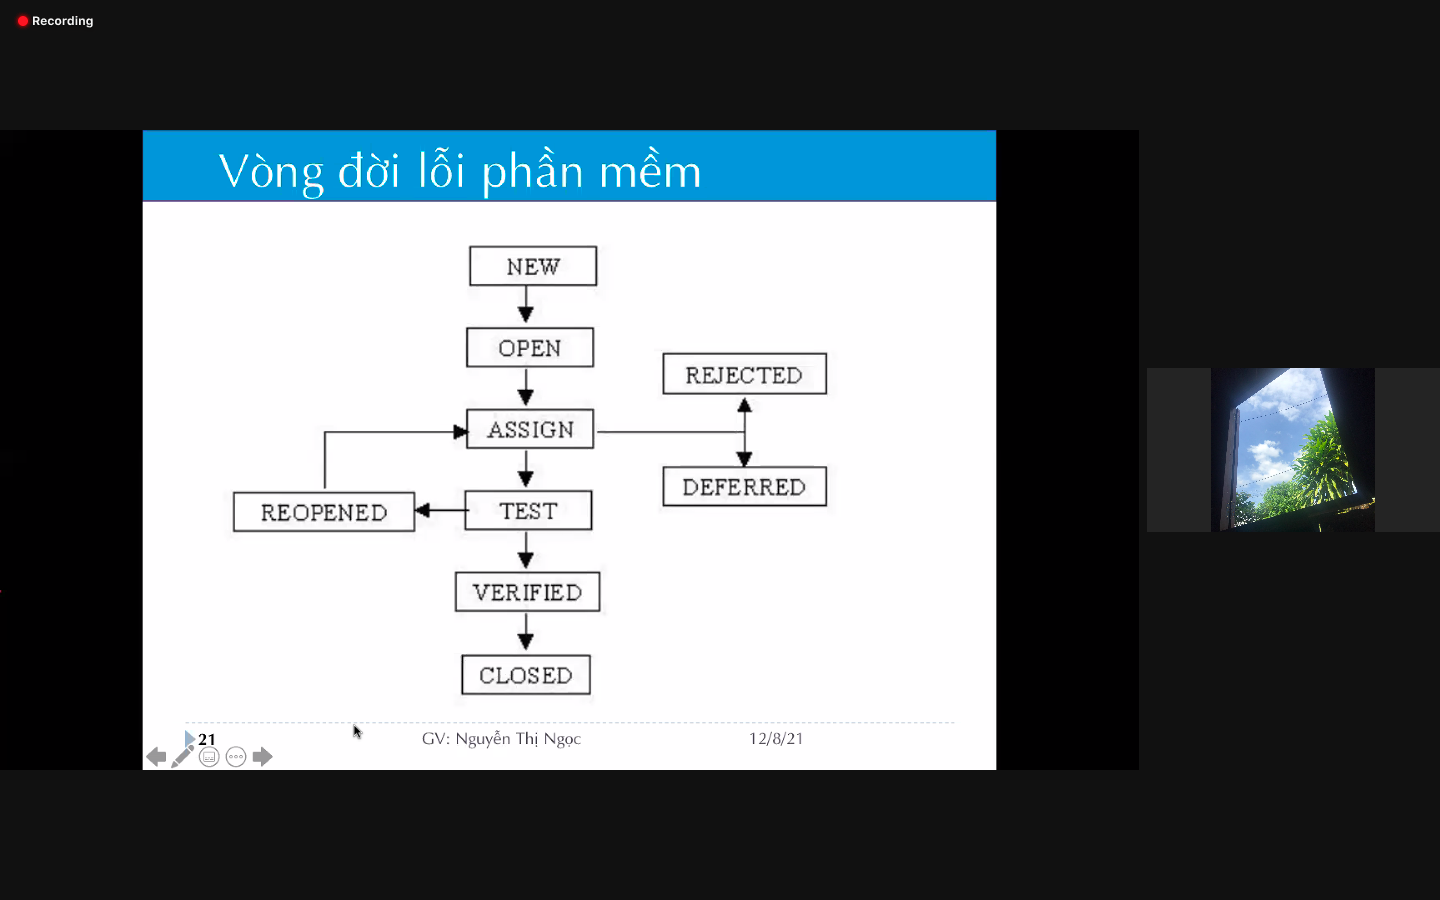 Recording
Vòng đời lỗi phần mềm
NEW
OPEN
REJECTED
ASSIGN
DEFERRED
REOPENED
TEST
VERIFIED
CLOSED
21
GV: Nguyễn Thị Ngọc
12/8/21